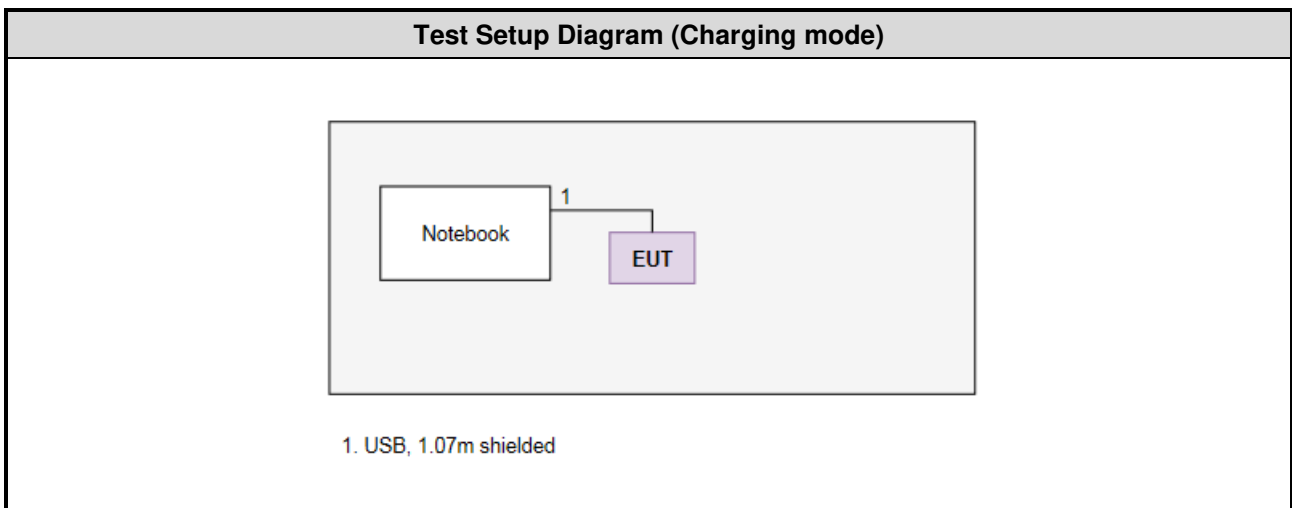 Test Setup Diagram (Charging mode)
1
Notebook
EUT
1. USB, 1.07m shielded